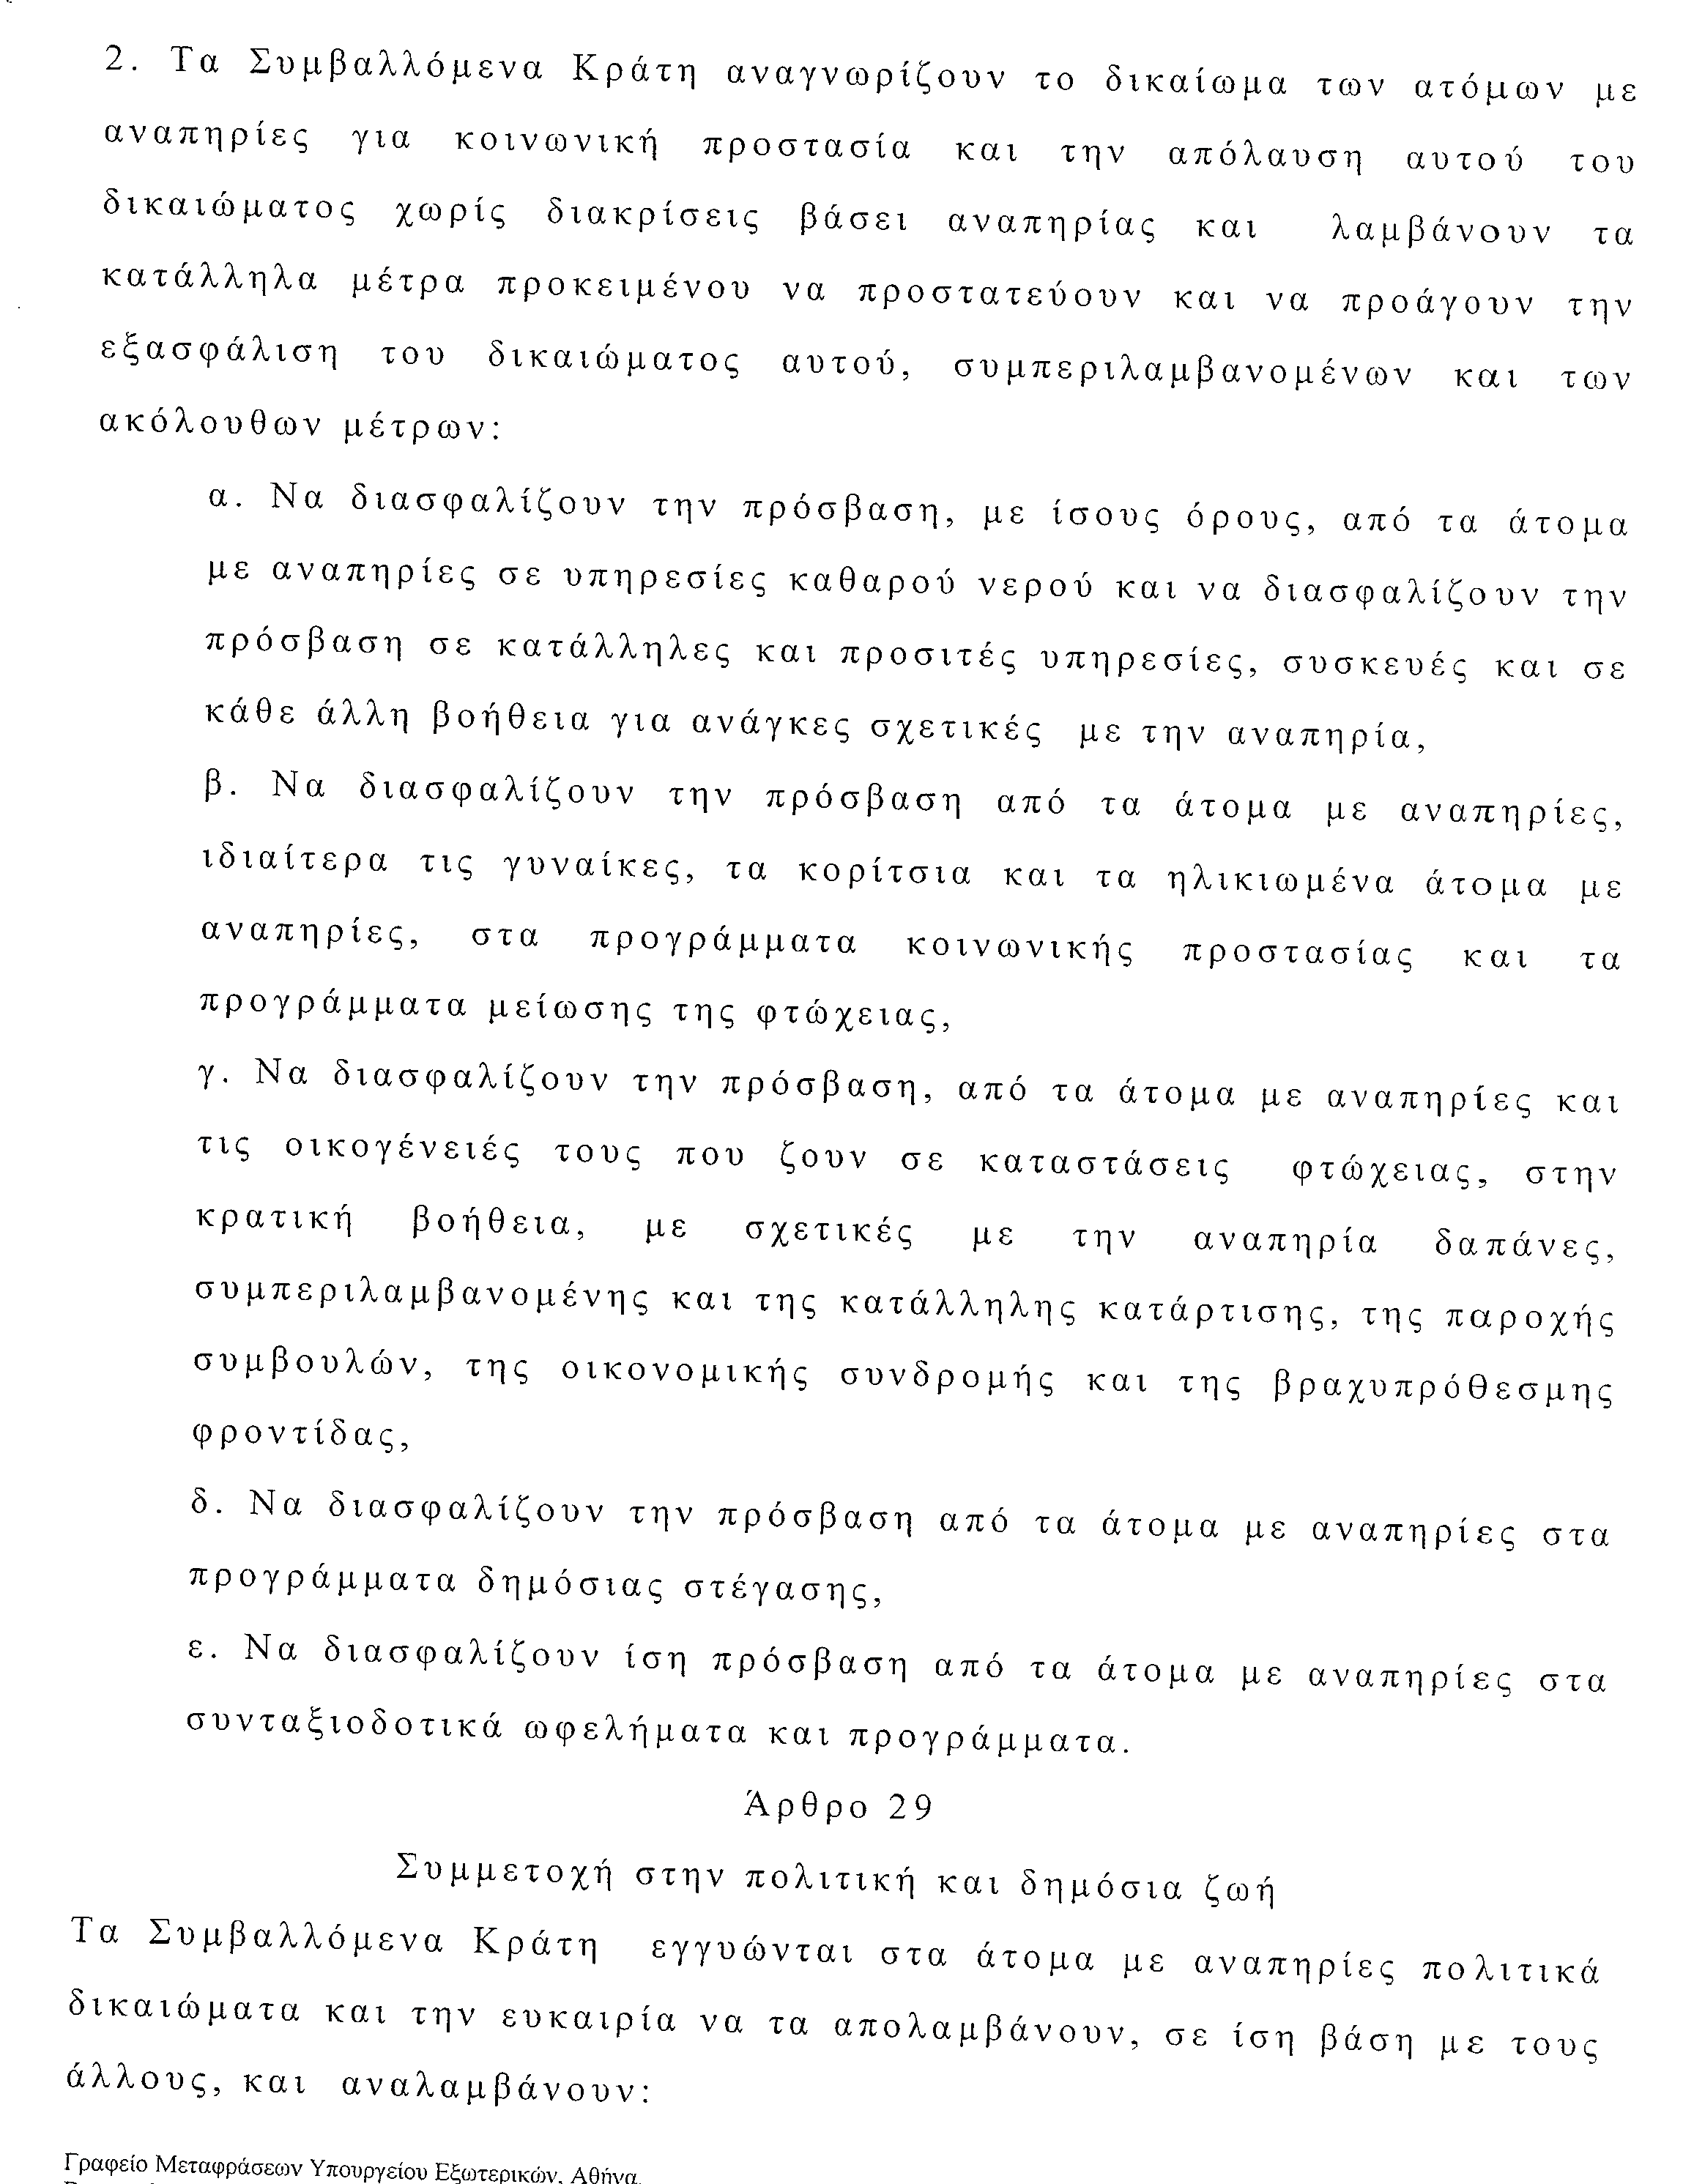 2. Τα Συμβαλλόμενα Κράτη αναγνωρίζουν το δικαίωμα των ατόμων με
αναπηρίες για κοινωνική προστασία και την απόλαυση αυτού του
δικαιώματος χωρίς διακρίσεις βάσει αναπηρίας και λαμβάνουν τα
κατάλληλα μέτρα προκειμένου να προστατεύουν και να προάγουν την
εξασφάλιση του δικαιώματος αυτού, συμπεριλαμβανομένων και των
ακόλουθων μέτρων:
α. Να διασφαλίζουν την πρόσβαση, με ίσους όρους, από τα άτομα
με αναπηρίες σε υπηρεσίες καθαρού νερού και να διασφαλίζουν την
πρόσβαση σε κατάλληλες και προσιτές υπηρεσίες, συσκευές και σε
κάθε άλλη βοήθεια για ανάγκες σχετικές με την αναπηρία,
β. Να διασφαλίζουν την πρόσβαση από τα άτομα με αναπηρίες,
ιδιαίτερα τις γυναίκες, τα κορίτσια και τα ηλικιωμένα άτομα με
αναπηρίες, στα προγράμματα κοινωνικής προστασίας και τα
προγράμματα μείωσης της φτώχειας,
γ. Να διασφαλίζουν την πρόσβαση, από τα άτομα με αναπηρίες και
τις οικογένειές τους που ζουν σε καταστάσεις φτώχειας, στην
κρατική βοήθεια, με σχετικές με την αναπηρία δαπάνες,
συμπεριλαμβανομένης και της κατάλληλης κατάρτισης, της παροχής
συμβουλών, της οικονομικής συνδρομής και της βραχυπρόθεσμης
φροντίδας,
δ. Να διασφαλίζουν την πρόσβαση από τα άτομα με αναπηρίες στα
προγράμματα δημόσιας στέγασης,
ε. Να διασφαλίζουν ίση πρόσβαση από τα άτομα με αναπηρίες στα
συνταξιοδοτικά ωφελήματα και προγράμματα.
Άρθρο 29
Συμμετοχή στην πολιτική και δημόσια ζωή
Τα Συμβαλλόμενα Κράτη εγγυώνται στα άτομα με αναπηρίες πολιτικά
δικαιώματα και την ευκαιρία να τα απολαμβάνουν, σε ίση βάση με τους
άλλους, και αναλαμβάνουν:
Γραφείο Μεταφράσεων Υπουργείου Εξωτερικών, Αθήνα.